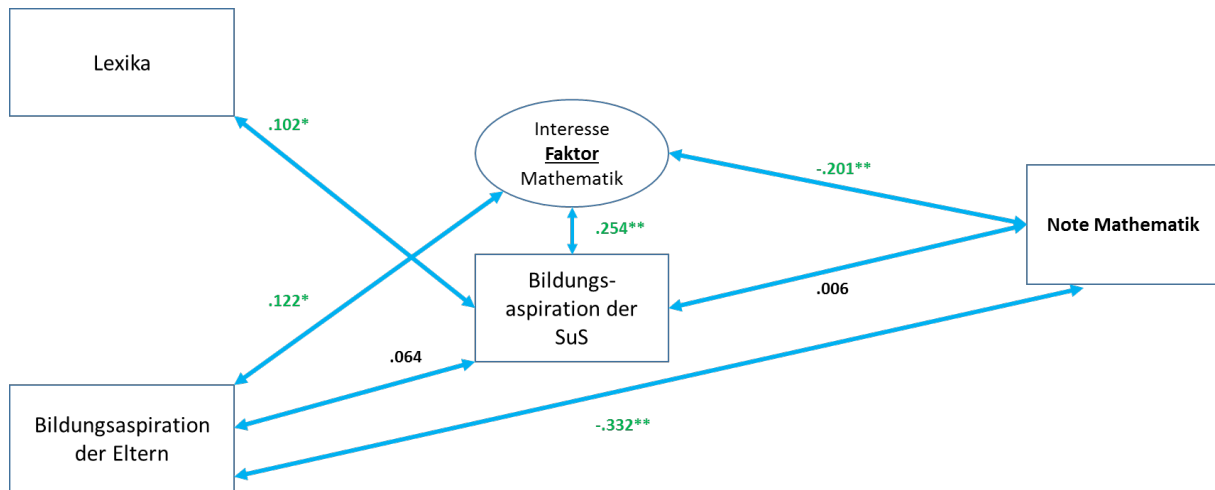 Lexika
.102*
Interesse
Faktor
Mathematik
-.201**
Note Mathematik
.254**
Bildungs-
aspiration der
SuS
.006
.122*
.064
Bildungsaspiration
der Eltern
-.332**